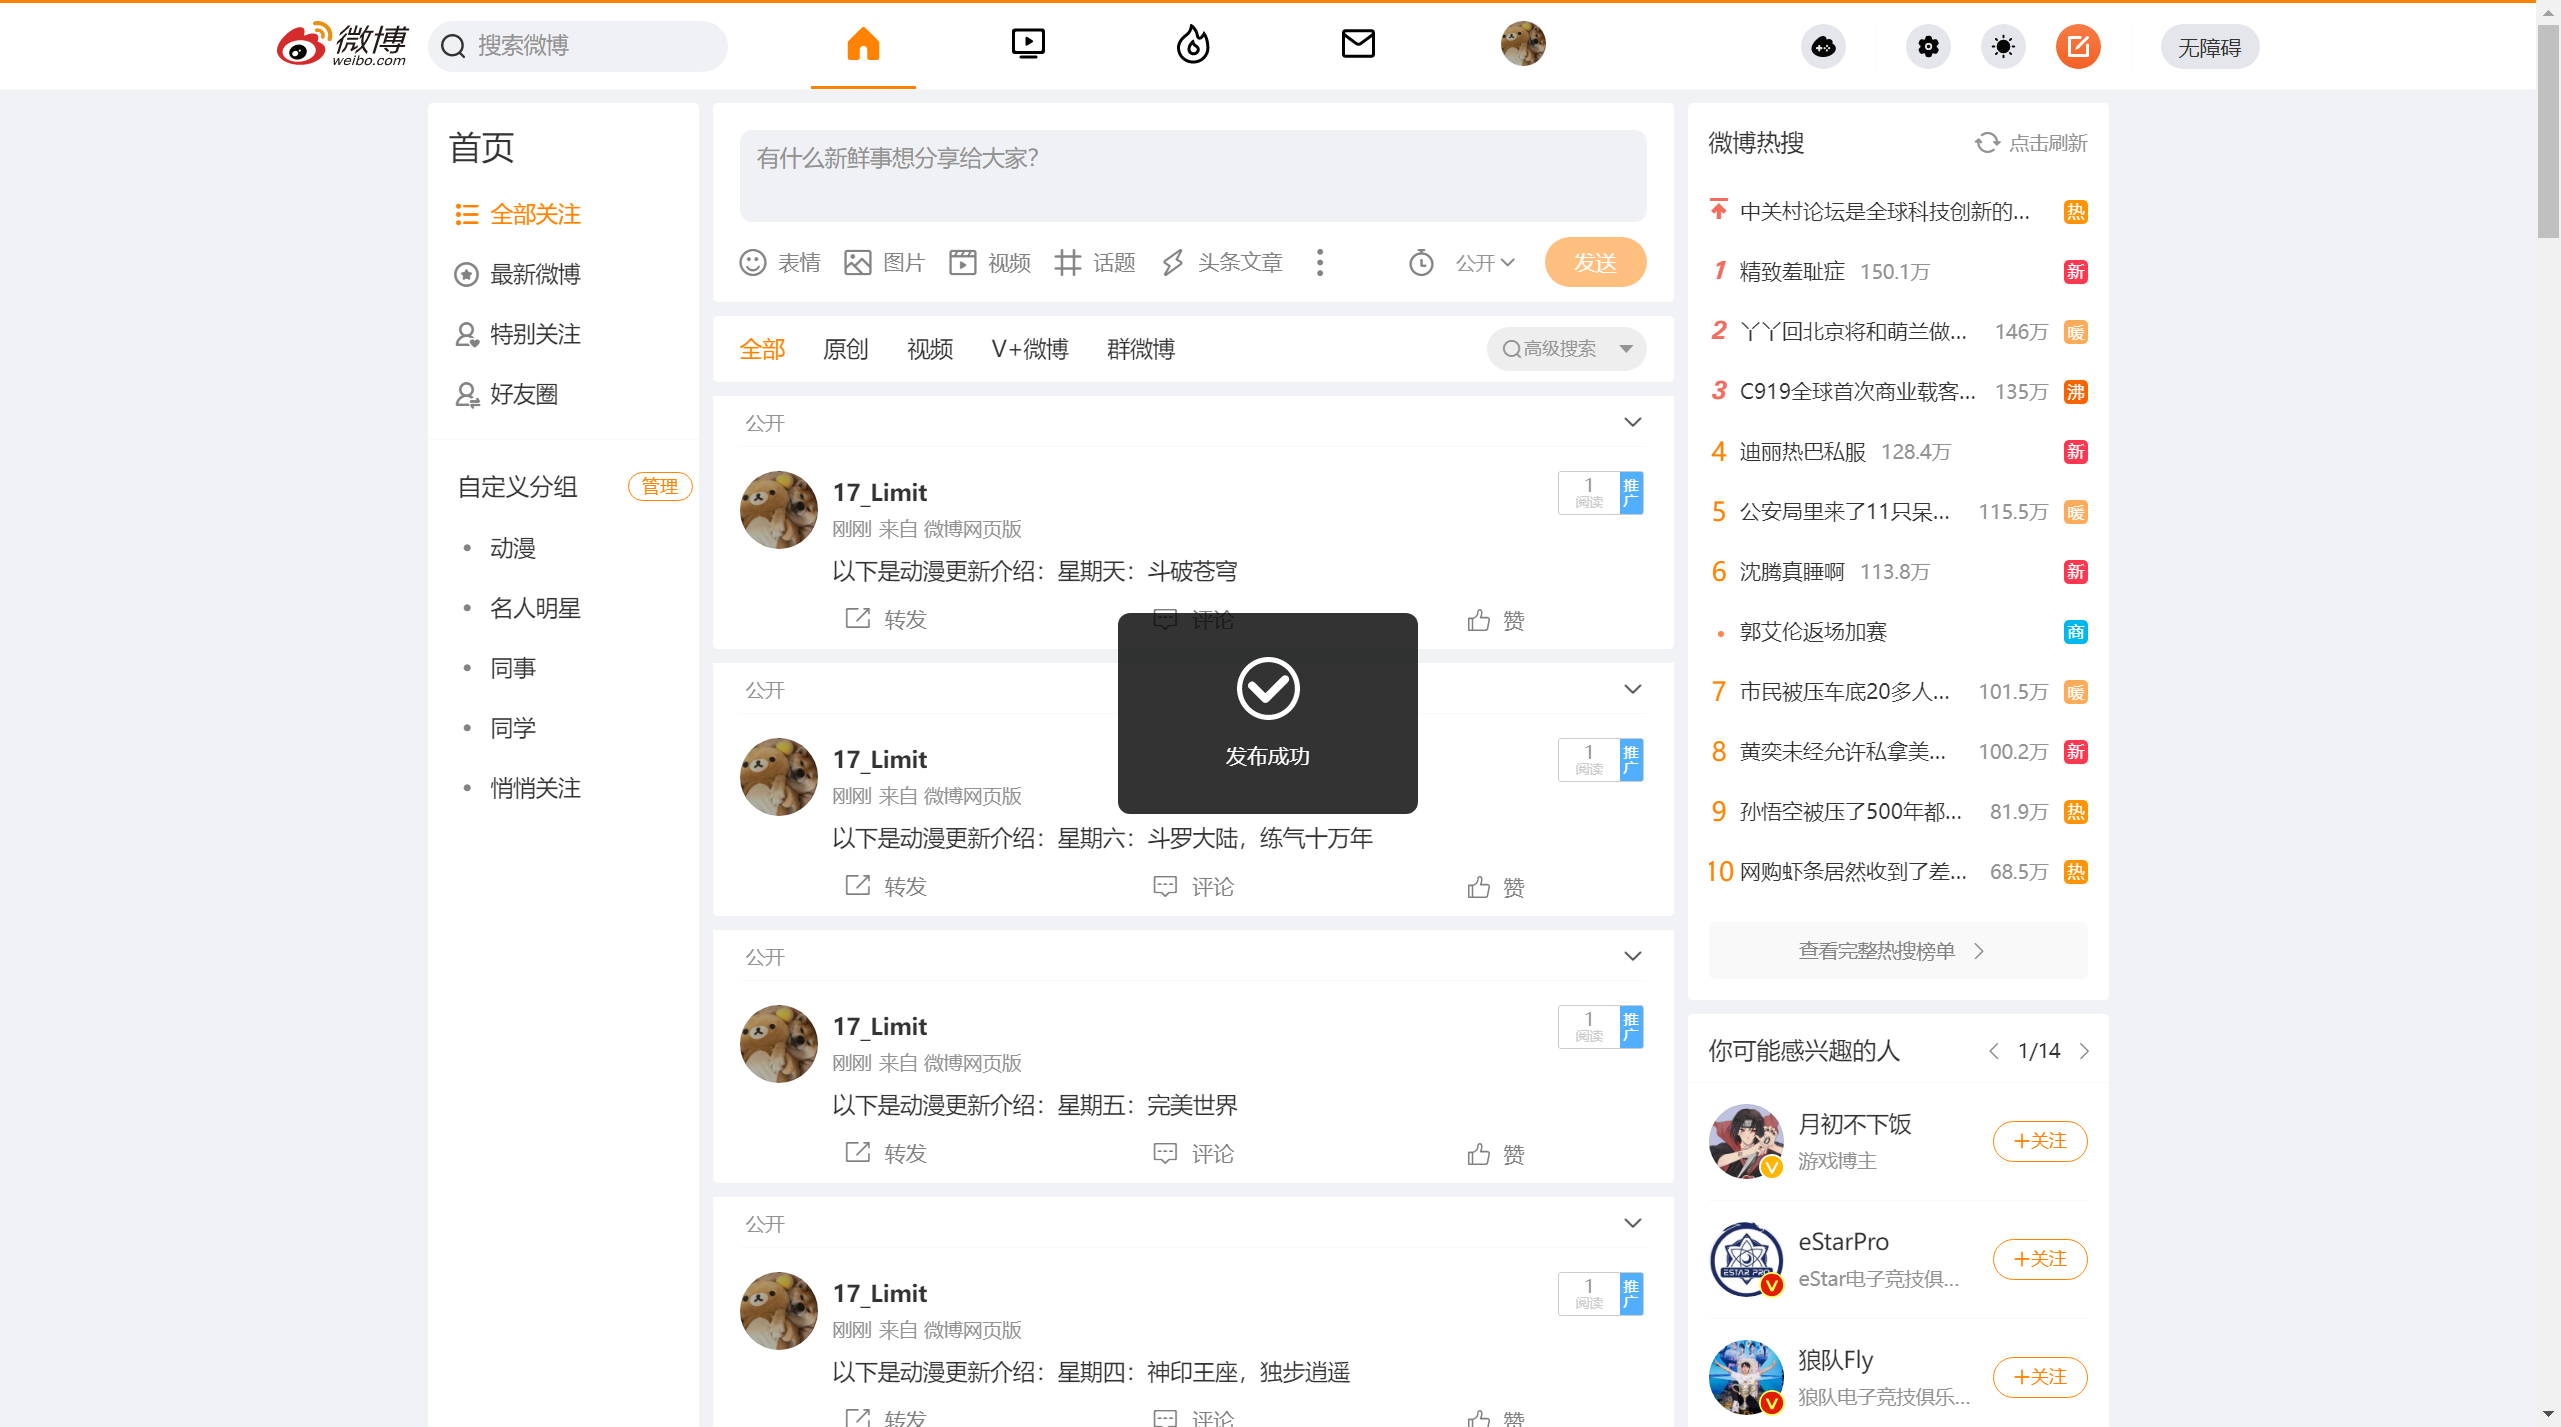 微博
weibo.com
搜索微博
无障碍
首页
全部关注
最新微博
特别关注
好友圈
自定义分组
管理
动漫
名人明星
同事
同学
悄悄关注
有什么新鲜事想分享给大家?
表情
图片
视频
话题
头条文章
公开
发送
全部
原创
视频
V+微博
群微博
高级搜索
公开
17_Limit
1
阅读
推广
刚刚 来自 微博网页版
以下是动漫更新介绍：星期天：斗破苍穹
转发
评论
赞
发布成功
公开
17_Limit
1
阅读
推广
刚刚 来自 微博网页版
以下是动漫更新介绍：星期六：斗罗大陆，练气十万年
转发
评论
赞
公开
17_Limit
1
阅读
推广
刚刚 来自 微博网页版
以下是动漫更新介绍：星期五：完美世界
转发
评论
赞
公开
17_Limit
1
阅读
推广
刚刚 来自 微博网页版
以下是动漫更新介绍：星期四：神印王座，独步逍遥
转发
评论
赞
微博热搜
点击刷新
中关村论坛是全球科技创新的... 热
1 精致羞耻症 150.1万 新
2 丫丫回北京将和萌兰做... 146万 暖
3 C919全球首次商业载客... 135万 沸
4 迪丽热巴私服 128.4万 新
5 公安局里来了11只呆... 115.5万 暖
6 沈腾真睡啊 113.8万 新
郭艾伦返场加赛 商
7 市民被压车底20多人... 101.5万 暖
8 黄奕未经允许私拿美... 100.2万 新
9 孙悟空被压了500年都... 81.9万 热
10 网购虾条居然收到了差... 68.5万 热
查看完整热搜榜单
你可能感兴趣的人
1/14
月初不下饭
游戏博主
+关注
eStarPro
eStar电子竞技俱...
+关注
ESTAR PRO
狼队Fly
狼队电子竞技俱乐...
+关注